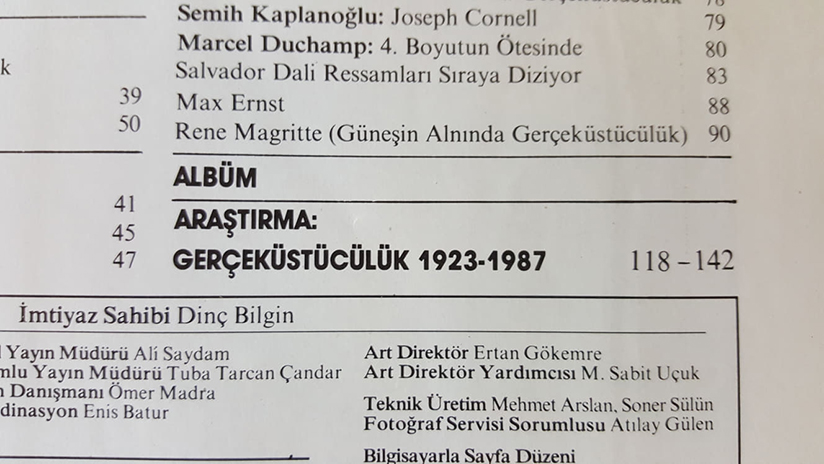 Semih Kaplanoğlu: Joseph Cornell 79
Marcel Duchamp: 4. Boyutun Ötesinde 80
Salvador Dali Ressamları Sıraya Diziyor 83
Max Ernst 88
Rene Magritte (Güneşin Alnında Gerçeküstücülük) 90
k
39
50
ALBÜM
41
45
47
ARAŞTIRMA:
GERÇEKÜSTÜCÜLÜK 1923-1987 118-142
İmtiyaz Sahibi Dinç Bilgin
Yayın Müdürü Ali Saydam
mlu Yayın Müdürü Tuba Tarcan Çandar
Danışmanı Ömer Madra
dinasyon Enis Batur
Art Direktör Ertan Gökemre
Art Direktör Yardımcısı M. Sabit Uçuk
Teknik Üretim Mehmet Arslan, Soner Sülün
Fotoğraf Servisi Sorumlusu Atılay Gülen
Bilgisayarla Sayfa Düzeni